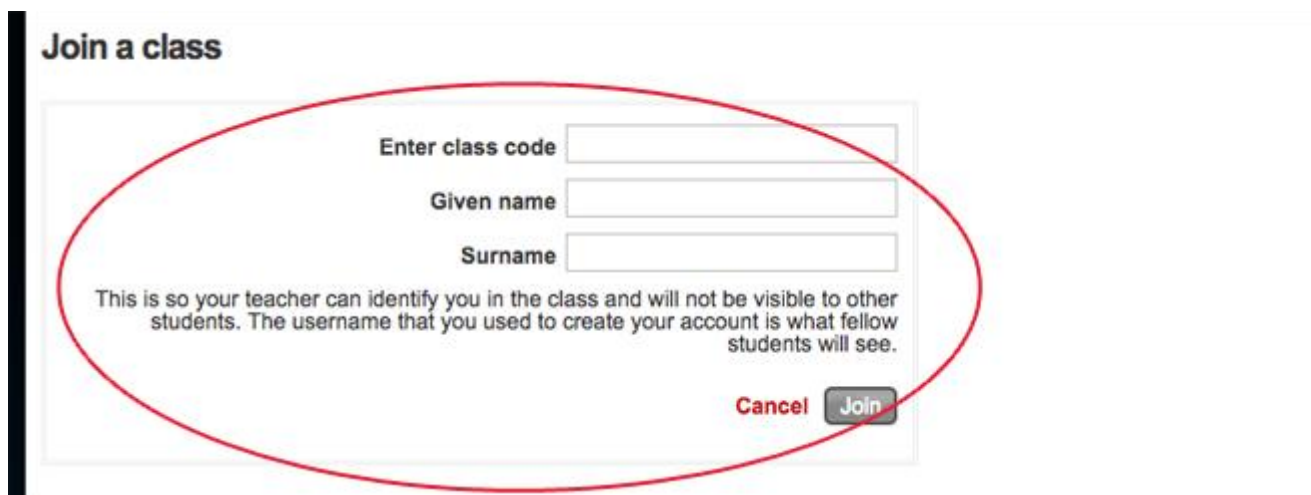 Join a class
Enter class code
Given name
Surname
This is so your teacher can identify you in the class and will not be visible to other
students. The username that you used to create your account is what fellow
students will see.
Cancel Join